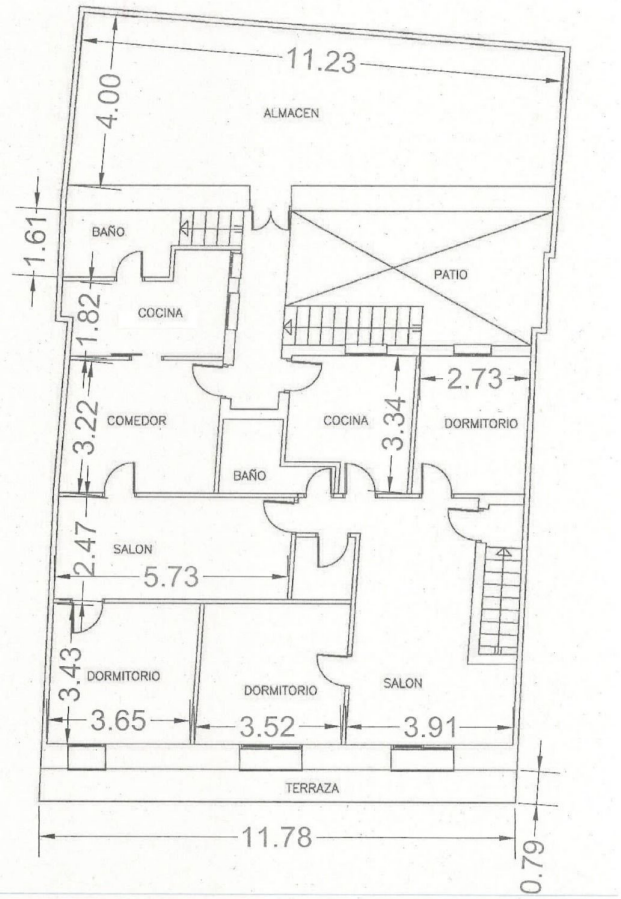 11.23
4.00
ALMACEN
1.61
BAÑO
PATIO
1.82
COCINA
2.73
3.22
COMEDOR
COCINA
3.34
DORMITORIO
BAÑO
2.47
SALON
5.73
3.43
DORMITORIO
DORMITORIO
SALON
3.65
3.52
3.91
TERRAZA
11.78
0.79